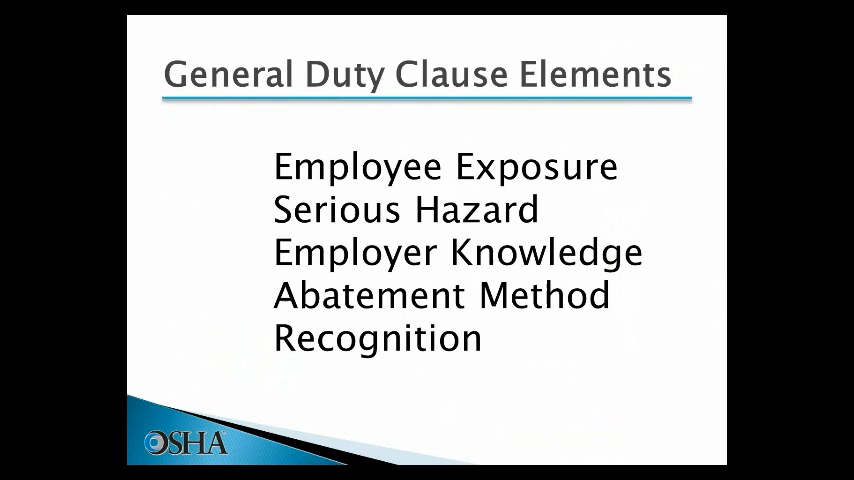 General Duty Clause Elements
Employee Exposure
Serious Hazard
Employer Knowledge
Abatement Method
Recognition
OSHA